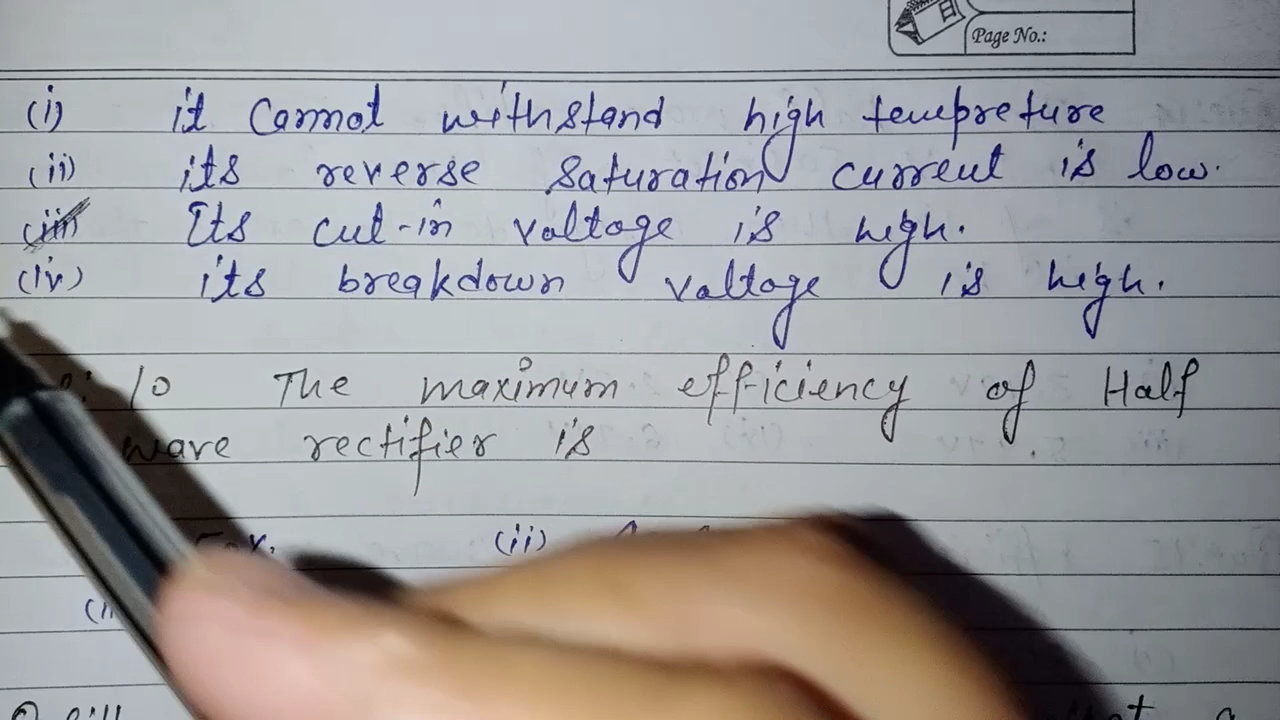 Page No.:
(i) it cannot withstand high tempreture
(ii) its reverse saturation current is low.
(iii) Its cut-in voltage is high.
(iv) its breakdown voltage is high.
10 The maximum efficiency of Half
wave rectifier is
(ii)